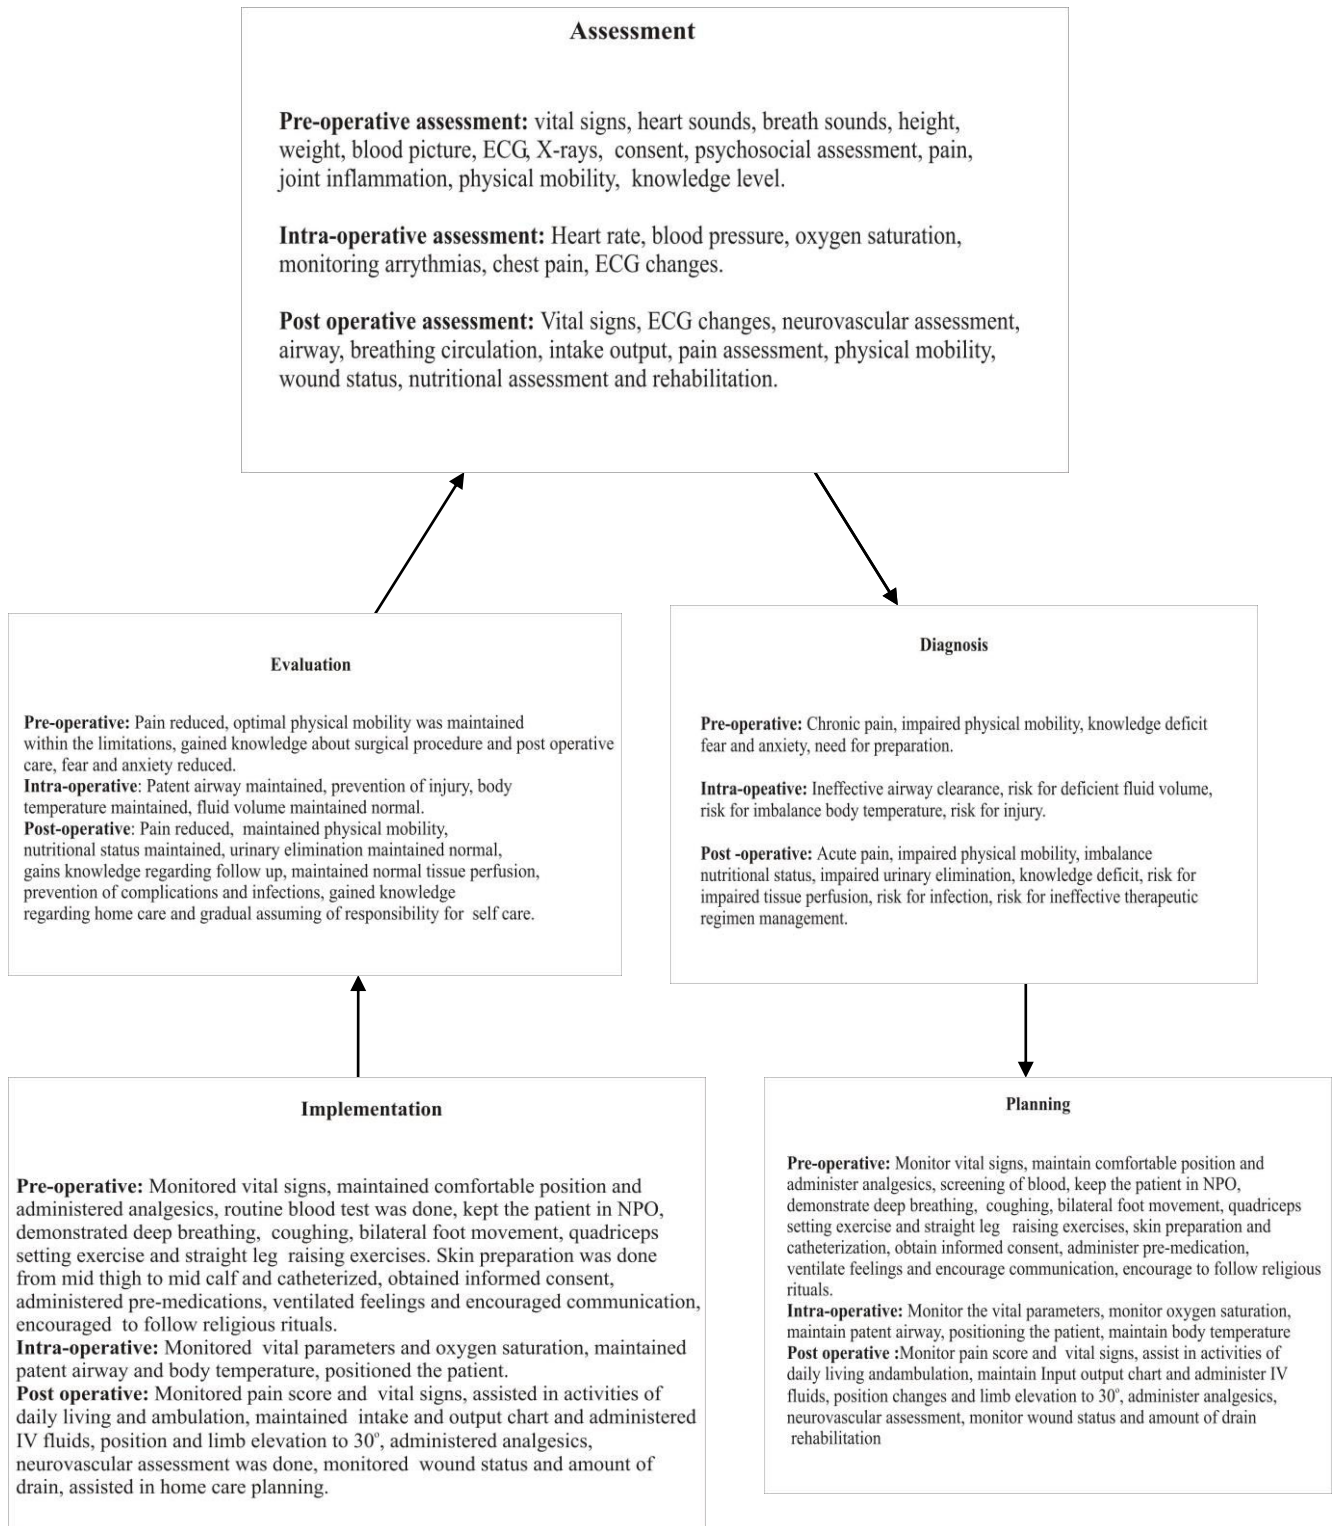 Assessment
Pre-operative assessment: vital signs, heart sounds, breath sounds, height,
weight, blood picture, ECG, X-rays, consent, psychosocial assessment, pain,
joint inflammation, physical mobility, knowledge level.
Intra-operative assessment: Heart rate, blood pressure, oxygen saturation,
monitoring arrythmias, chest pain, ECG changes.
Post operative assessment: Vital signs, ECG changes, neurovascular assessment,
airway, breathing circulation, intake output, pain assessment, physical mobility,
wound status, nutritional assessment and rehabilitation.
Evaluation
Pre-operative: Pain reduced, optimal physical mobility was maintained
within the limitations, gained knowledge about surgical procedure and post operative
care, fear and anxiety reduced.
Intra-operative: Patent airway maintained, prevention of injury, body
temperature maintained, fluid volume maintained normal.
Post-operative: Pain reduced, maintained physical mobility,
nutritional status maintained, urinary elimination maintained normal,
gains knowledge regarding follow up, maintained normal tissue perfusion,
prevention of complications and infections, gained knowledge
regarding home care and gradual assuming of responsibility for self care.
Diagnosis
Pre-operative: Chronic pain, impaired physical mobility, knowledge deficit
fear and anxiety, need for preparation.
Intra-opeative: Ineffective airway clearance, risk for deficient fluid volume,
risk for imbalance body temperature, risk for injury.
Post -operative: Acute pain, impaired physical mobility, imbalance
nutritional status, impaired urinary elimination, knowledge deficit, risk for
impaired tissue perfusion, risk for infection, risk for ineffective therapeutic
regimen management.
Implementation
Pre-operative: Monitored vital signs, maintained comfortable position and
administered analgesics, routine blood test was done, kept the patient in NPO,
demonstrated deep breathing, coughing, bilateral foot movement, quadriceps
setting exercise and straight leg raising exercises. Skin preparation was done
from mid thigh to mid calf and catheterized, obtained informed consent,
administered pre-medications, ventilated feelings and encouraged communication,
encouraged to follow religious rituals.
Intra-operative: Monitored vital parameters and oxygen saturation, maintained
patent airway and body temperature, positioned the patient.
Post operative: Monitored pain score and vital signs, assisted in activities of
daily living and ambulation, maintained intake and output chart and administered
IV fluids, position and limb elevation to 30°, administered analgesics,
neurovascular assessment was done, monitored wound status and amount of
drain, assisted in home care planning.
Planning
Pre-operative: Monitor vital signs, maintain comfortable position and
administer analgesics, screening of blood, keep the patient in NPO,
demonstrate deep breathing, coughing, bilateral foot movement, quadriceps
setting exercise and straight leg raising exercises, skin preparation and
catheterization, obtain informed consent, administer pre-medication,
ventilate feelings and encourage communication, encourage to follow religious
rituals.
Intra-operative: Monitor the vital parameters, monitor oxygen saturation,
maintain patent airway, positioning the patient, maintain body temperature
Post operative :Monitor pain score and vital signs, assist in activities of
daily living andambulation, maintain Input output chart and administer IV
fluids, position changes and limb elevation to 30°, administer analgesics,
neurovascular assessment, monitor wound status and amount of drain
rehabilitation